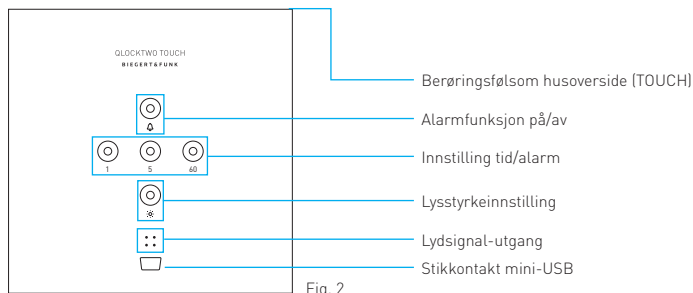 QLOCKTWO TOUCH
BIEGERT&FUNK
1 5 60
Berøringsfølsom husoverside (TOUCH)
Alarmfunksjon på/av
Innstilling tid/alarm
Lysstyrkeinnstilling
Lydsignal-utgang
Stikkontakt mini-USB
Fig. 2